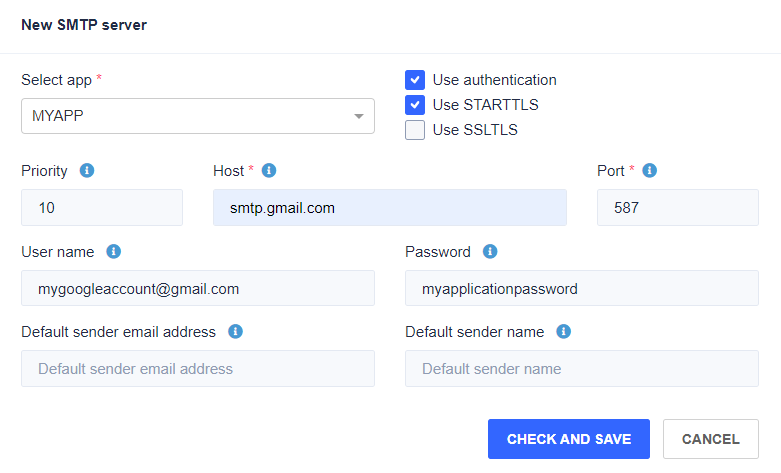 New SMTP server
Select app *
MYAPP
Use authentication
Use STARTTLS
Use SSLTLS
Priority
Host *
Port *
10
smtp.gmail.com
587
User name
Password
mygoogleaccount@gmail.com
myapplicationpassword
Default sender email address
Default sender name
Default sender email address
Default sender name
CHECK AND SAVE
CANCEL